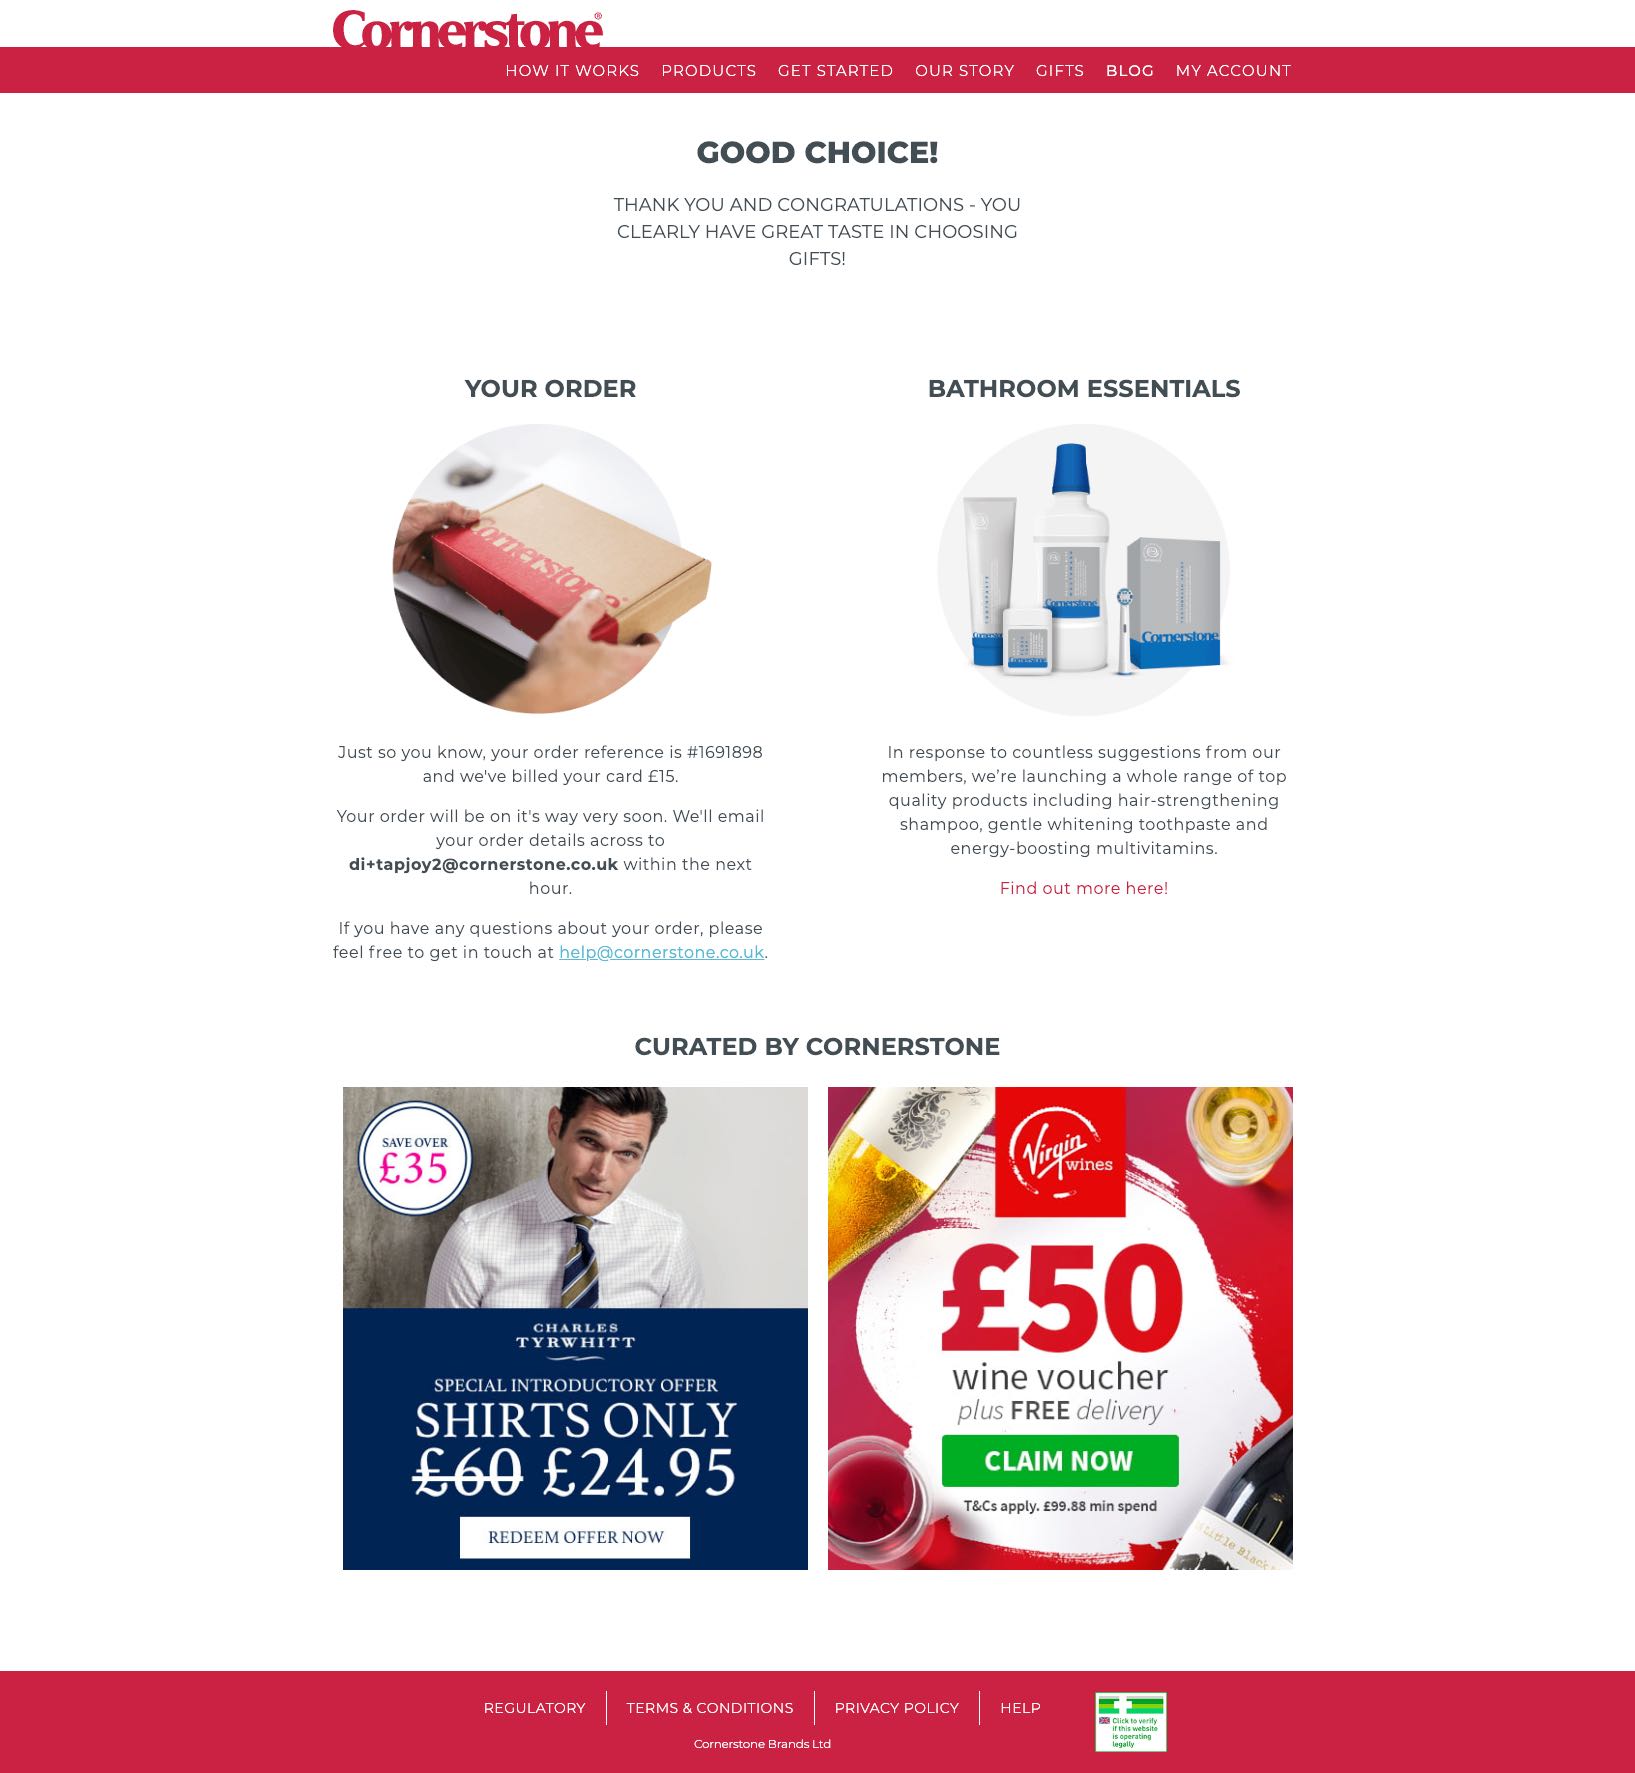 Cornerstone®
HOW IT WORKS PRODUCTS GET STARTED OUR STORY GIFTS BLOG MY ACCOUNT
GOOD CHOICE!
THANK YOU AND CONGRATULATIONS - YOU
CLEARLY HAVE GREAT TASTE IN CHOOSING
GIFTS!
YOUR ORDER
Cornerstone®
Just so you know, your order reference is #1691898
and we've billed your card £15.
Your order will be on it's way very soon. We'll email
your order details across to
di+tapjoy2@cornerstone.co.uk within the next
hour.
If you have any questions about your order, please
feel free to get in touch at help@cornerstone.co.uk.
BATHROOM ESSENTIALS
Cornerstone
Cornerstone
Cornerstone
Cornerstone
In response to countless suggestions from our
members, we’re launching a whole range of top
quality products including hair-strengthening
shampoo, gentle whitening toothpaste and
energy-boosting multivitamins.
Find out more here!
CURATED BY CORNERSTONE
SAVE OVER
£35
CHARLES
TYRWHITT
SPECIAL INTRODUCTORY OFFER
SHIRTS ONLY
£60 £24.95
REDEEM OFFER NOW
Virgin
wines
£50
wine voucher
plus FREE delivery
CLAIM NOW
T&Cs apply. £99.88 min spend
Little Black
REGULATORY TERMS & CONDITIONS PRIVACY POLICY HELP
Cornerstone Brands Ltd
Click to verify
if this website
is operating
legally